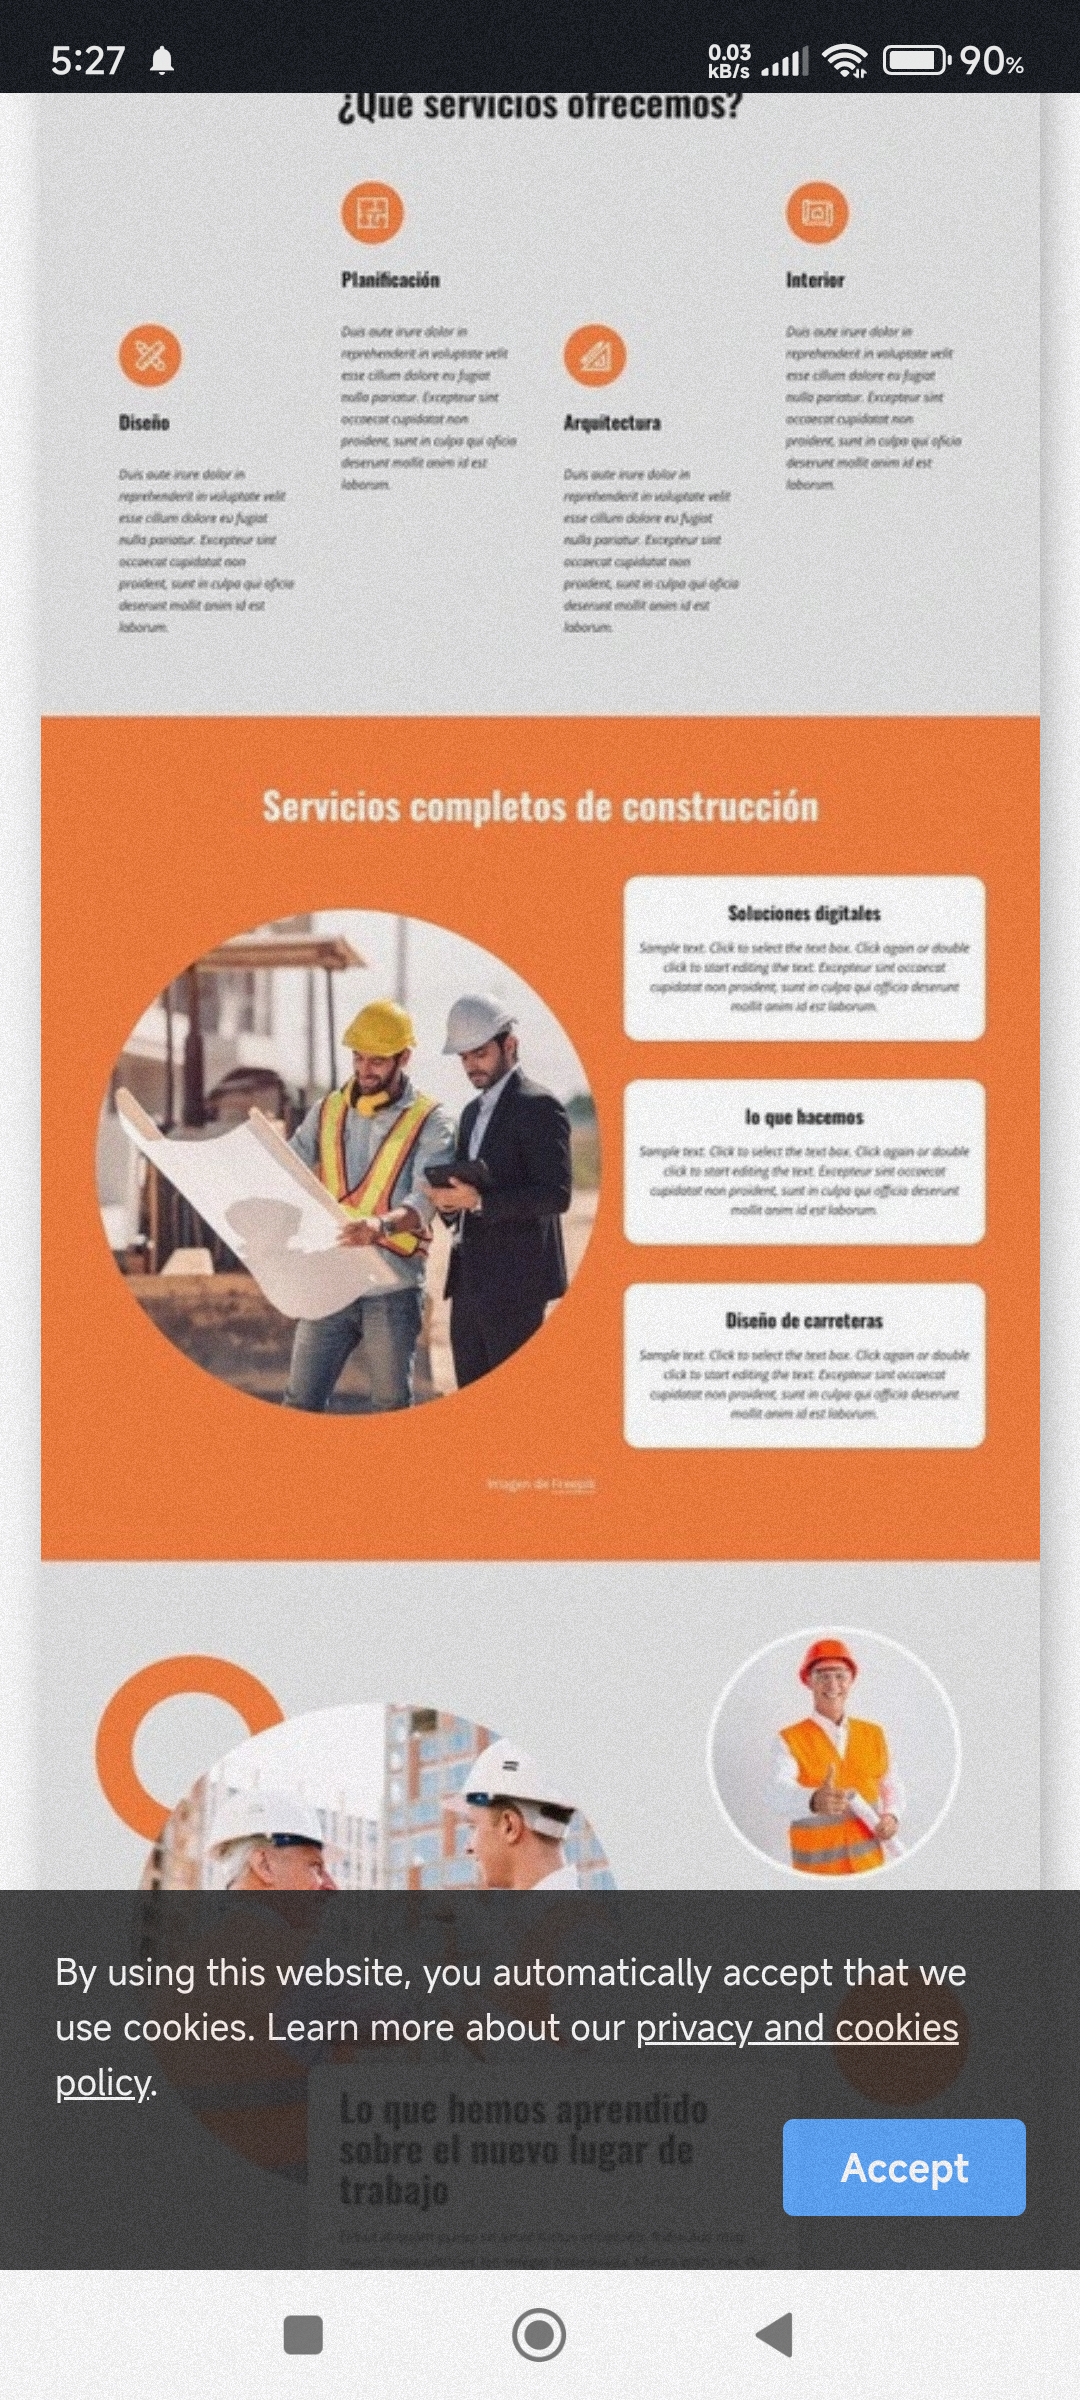 5:27
0.03
kB/s
90%
¿Qué servicios ofrecemos?
Planificación
Duis aute irure dolor in
reprehenderit in voluptate velit
esse cillum dolore eu fugiat
nulla pariatur. Excepteur sint
occaecat cupidatat non
proident, sunt in culpa qui oficia
deserunt mollit anim id est
laborum.
Interior
Duis aute irure dolor in
reprehenderit in voluptate velit
esse cillum dolore eu fugiat
nulla pariatur. Excepteur sint
occaecat cupidatat non
proident, sunt in culpa qui oficia
deserunt mollit anim id est
laborum.
Diseño
Duis aute irure dolor in
reprehenderit in voluptate velit
esse cillum dolore eu fugiat
nulla pariatur. Excepteur sint
occaecat cupidatat non
proident, sunt in culpa qui oficia
deserunt mollit anim id est
laborum.
Arquitectura
Duis aute irure dolor in
reprehenderit in voluptate velit
esse cillum dolore eu fugiat
nulla pariatur. Excepteur sint
occaecat cupidatat non
proident, sunt in culpa qui oficia
deserunt mollit anim id est
laborum.
Servicios completos de construcción
Soluciones digitales
Sample text. Click to select the text box. Click again or double
click to start editing the text. Excepteur sint occaecat
cupidatat non proident, sunt in culpa qui officia deserunt
mollit anim id est laborum.
lo que hacemos
Sample text. Click to select the text box. Click again or double
click to start editing the text. Excepteur sint occaecat
cupidatat non proident, sunt in culpa qui officia deserunt
mollit anim id est laborum.
Diseño de carreteras
Sample text. Click to select the text box. Click again or double
click to start editing the text. Excepteur sint occaecat
cupidatat non proident, sunt in culpa qui officia deserunt
mollit anim id est laborum.
Imagen de Freepik
By using this website, you automatically accept that we
use cookies. Learn more about our privacy and cookies
policy.
Lo que hemos aprendido
sobre el nuevo lugar de
trabajo
Accept